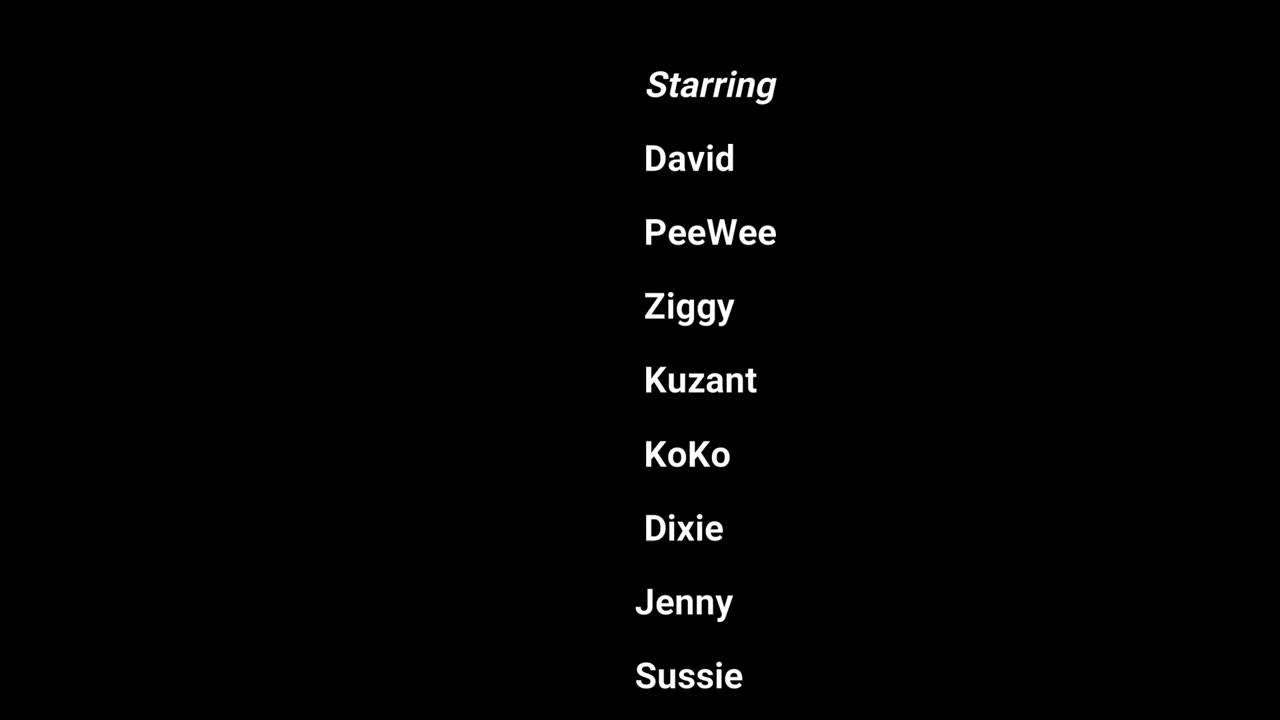 Starring
David
PeeWee
Ziggy
Kuzant
KoKo
Dixie
Jenny
Sussie